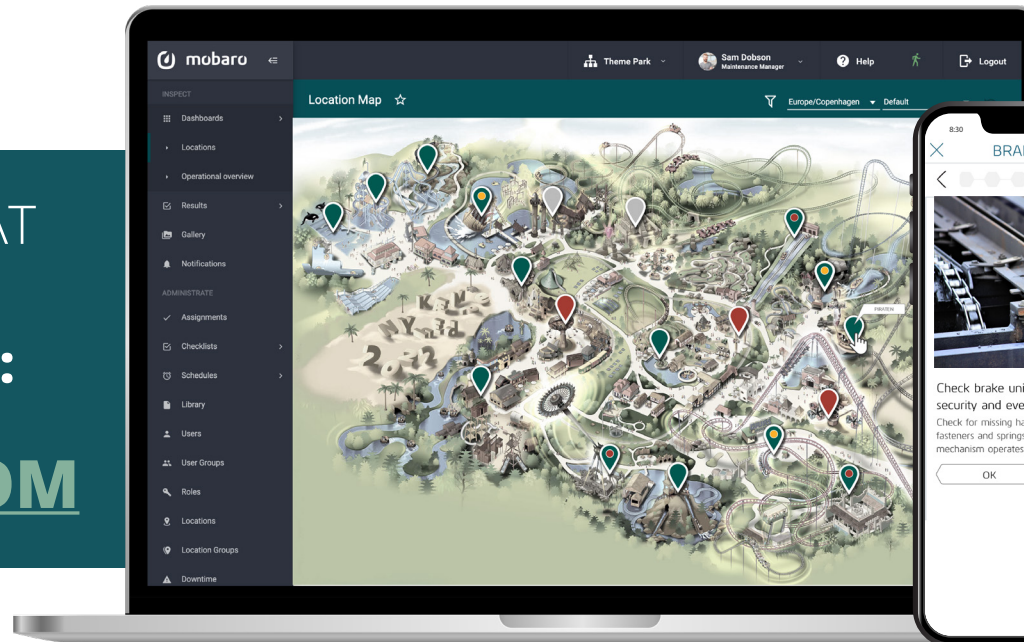 AT
:
OM
mobaro
Theme Park
Sam Dobson
Maintenance Manager
Help
Logout
INSPECT
Dashboards
Locations
Operational overview
Results
Gallery
Notifications
ADMINISTRATE
Assignments
Checklists
Schedules
Library
Users
User Groups
Roles
Locations
Location Groups
Downtime
Location Map
Europe/Copenhagen
Default
8:30
BRA
Check brake uni
security and eve
Check for missing ha
fasteners and springs
mechanism operates
OK